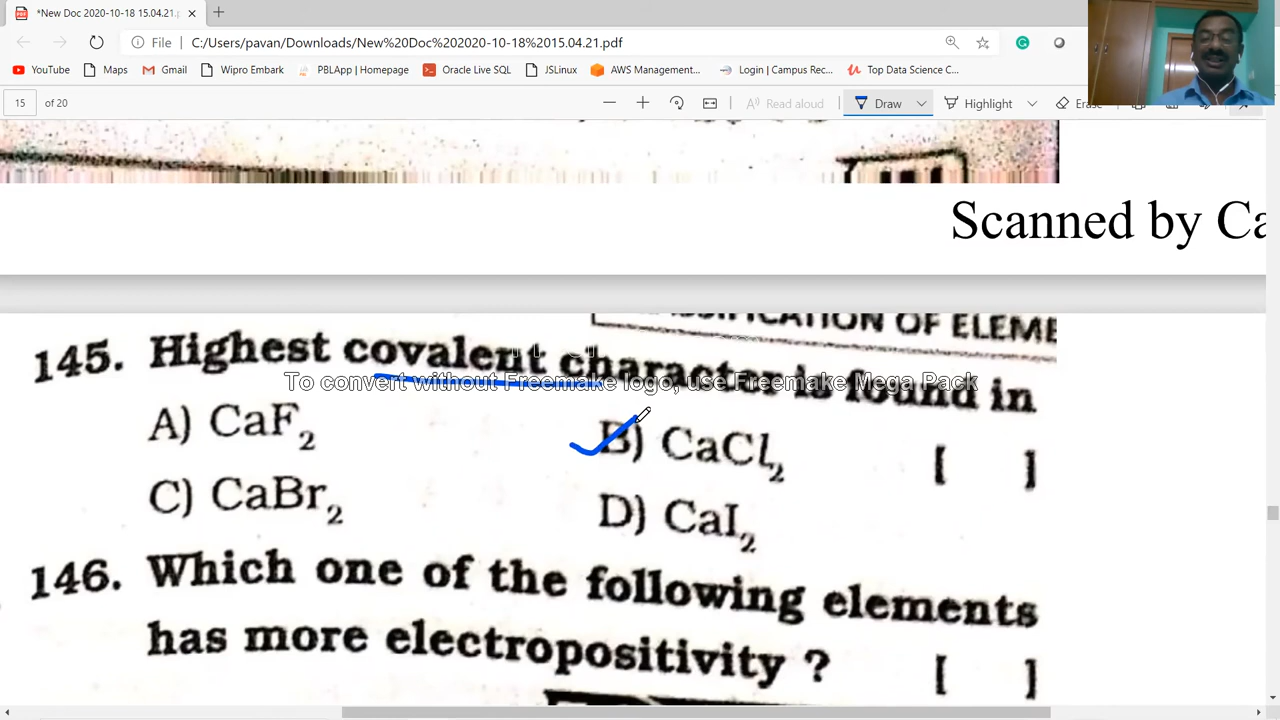 *New Doc 2020-10-18 15.04.21.p
File C:/Users/pavan/Downloads/New%20Doc%202020-10-18%2015.04.21.pdf
YouTube Maps Gmail Wipro Embark PBLApp | Homepage Oracle Live SQL JSLinux AWS Management... Login | Campus Rec... Top Data Science C...
15 of 20 Read aloud Draw Highlight Erase
Scanned by Ca
SSIFICATION OF ELEME
145. Highest covalent character is found in
To convert without Freemake logo, use Freemake Mega Pack
A) CaF₂ B) CaCl₂ [ ]
C) CaBr₂ D) CaI₂
146. Which one of the following elements
has more electropositivity ? [ ]